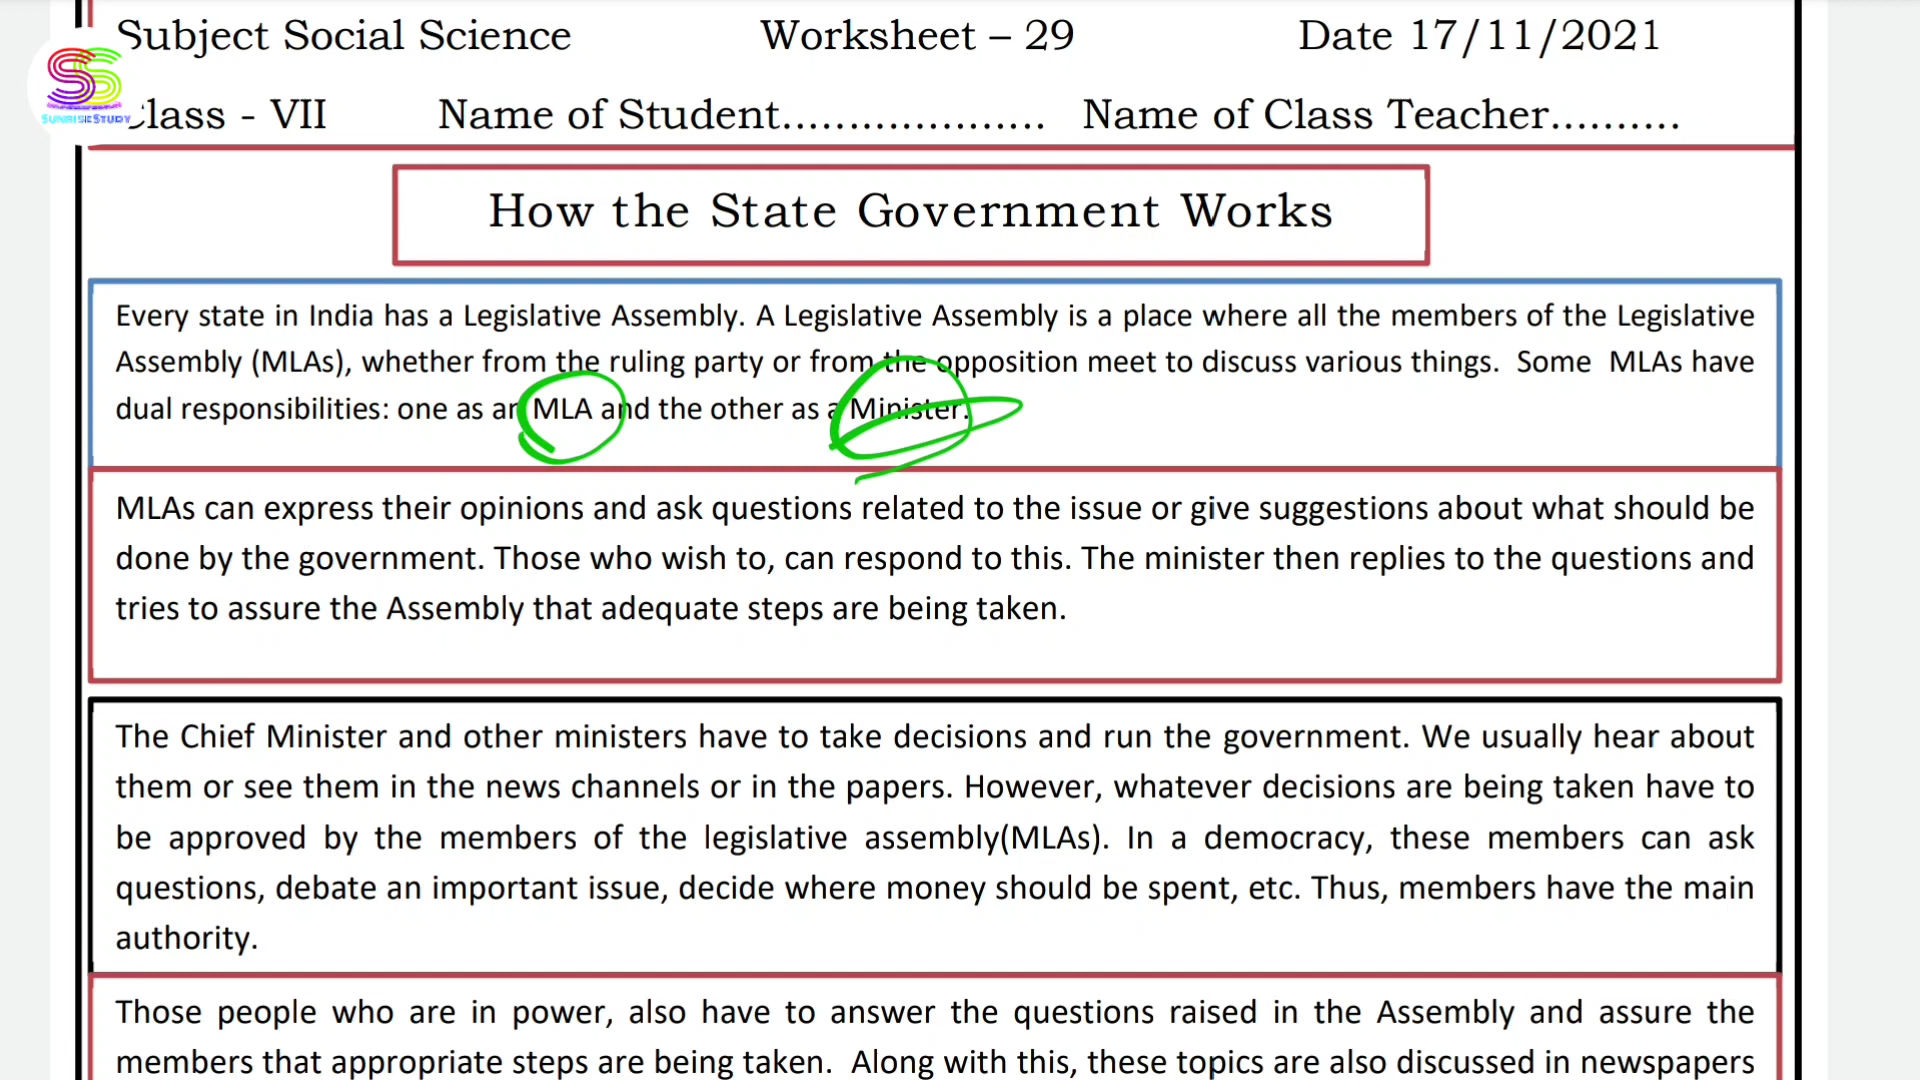 Subject Social Science Worksheet – 29 Date 17/11/2021
SUNRISE STUDY
Class - VII Name of Student.................... Name of Class Teacher..........
How the State Government Works
Every state in India has a Legislative Assembly. A Legislative Assembly is a place where all the members of the Legislative
Assembly (MLAs), whether from the ruling party or from the opposition meet to discuss various things. Some MLAs have
dual responsibilities: one as an MLA and the other as a Minister.
MLAs can express their opinions and ask questions related to the issue or give suggestions about what should be
done by the government. Those who wish to, can respond to this. The minister then replies to the questions and
tries to assure the Assembly that adequate steps are being taken.
The Chief Minister and other ministers have to take decisions and run the government. We usually hear about
them or see them in the news channels or in the papers. However, whatever decisions are being taken have to
be approved by the members of the legislative assembly(MLAs). In a democracy, these members can ask
questions, debate an important issue, decide where money should be spent, etc. Thus, members have the main
authority.
Those people who are in power, also have to answer the questions raised in the Assembly and assure the
members that appropriate steps are being taken. Along with this, these topics are also discussed in newspapers